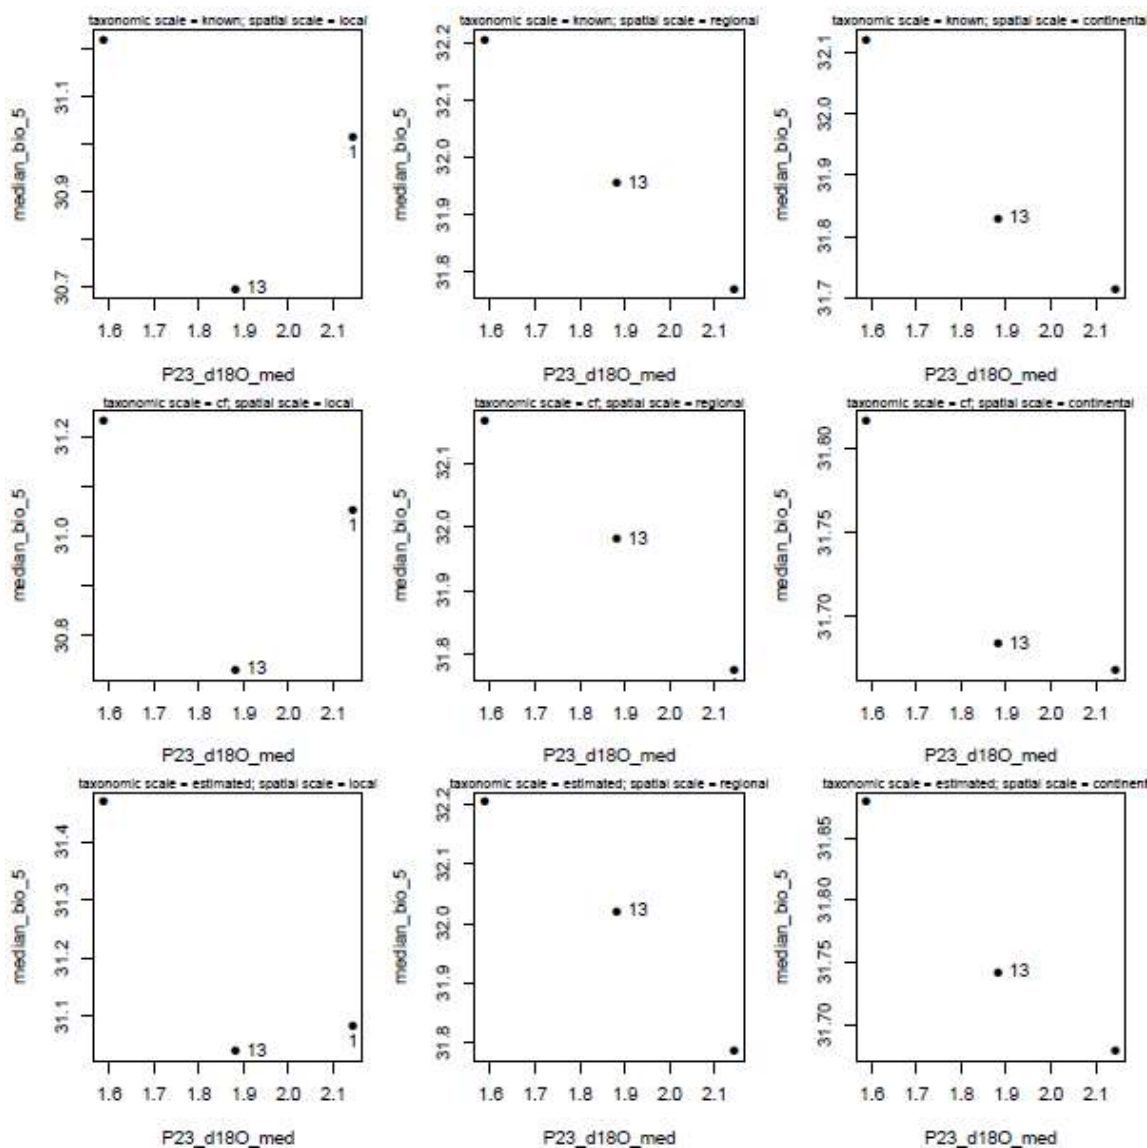 taxonomic scale = known; spatial scale = local
median_bio_5
31.1
30.9
30.7
1
13
1.6 1.7 1.8 1.9 2.0 2.1
P23_d18O_med
taxonomic scale = known; spatial scale = regional
median_bio_5
32.2
32.1
32.0
31.9
31.8
13
1.6 1.7 1.8 1.9 2.0 2.1
P23_d18O_med
taxonomic scale = known; spatial scale = continenta
median_bio_5
32.1
32.0
31.9
31.8
31.7
13
1.6 1.7 1.8 1.9 2.0 2.1
P23_d18O_med
taxonomic scale = cf; spatial scale = local
median_bio_5
31.2
31.0
30.8
1
13
1.6 1.7 1.8 1.9 2.0 2.1
P23_d18O_med
taxonomic scale = cf; spatial scale = regional
median_bio_5
32.1
32.0
31.9
31.8
13
1.6 1.7 1.8 1.9 2.0 2.1
P23_d18O_med
taxonomic scale = cf; spatial scale = continental
median_bio_5
31.80
31.75
31.70
13
1.6 1.7 1.8 1.9 2.0 2.1
P23_d18O_med
taxonomic scale = estimated; spatial scale = local
median_bio_5
31.4
31.3
31.2
31.1
13
1
1.6 1.7 1.8 1.9 2.0 2.1
P23_d18O_med
taxonomic scale = estimated; spatial scale = regional
median_bio_5
32.2
32.1
32.0
31.9
31.8
13
1.6 1.7 1.8 1.9 2.0 2.1
P23_d18O_med
taxonomic scale = estimated; spatial scale = continent
median_bio_5
31.85
31.80
31.75
31.70
13
1.6 1.7 1.8 1.9 2.0 2.1
P23_d18O_med